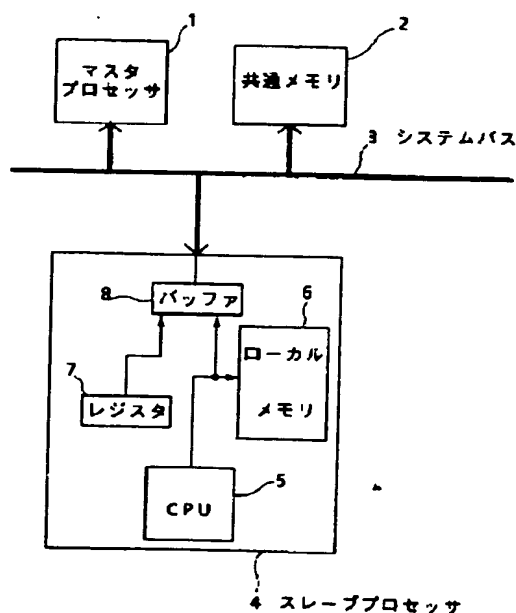 1
マスタ
プロセッサ
2
共通メモリ
3 システムバス
8
バッファ
6
ローカル
メモリ
7
レジスタ
5
CPU
4 スレーブプロセッサ